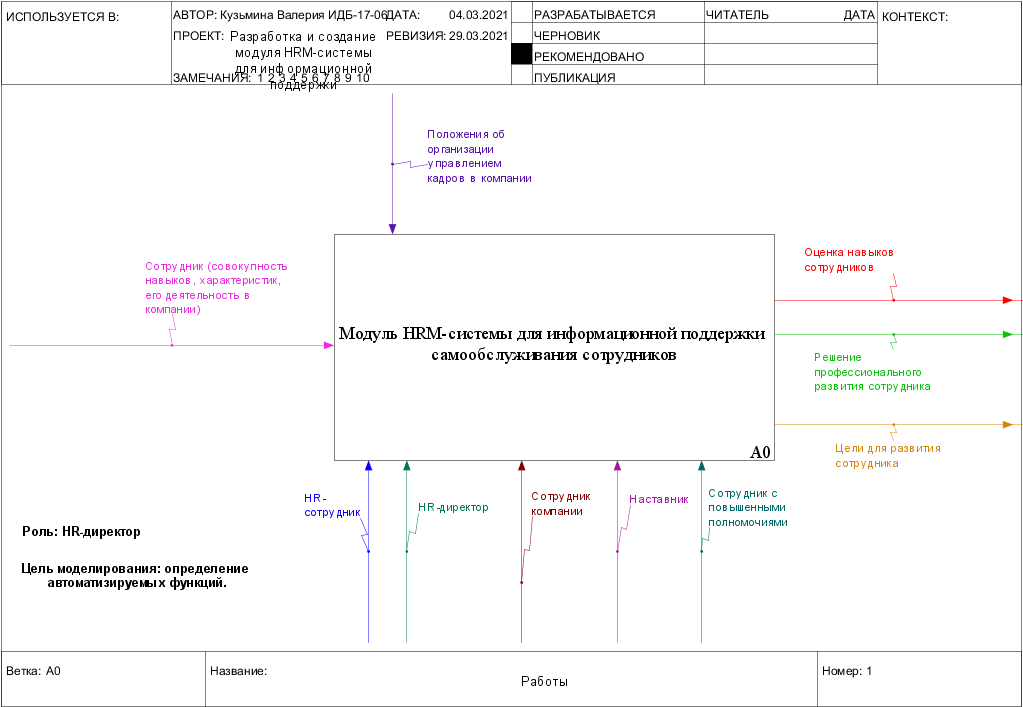 ИСПОЛЬЗУЕТСЯ В:
АВТОР: Кузьмина Валерия ИДБ-17-06
ДАТА: 04.03.2021
ПРОЕКТ: Разработка и создание
модуля HRM-системы
для информационной
поддержки
РЕВИЗИЯ: 29.03.2021
ЗАМЕЧАНИЯ: 1 2 3 4 5 6 7 8 9 10
РАЗРАБАТЫВАЕТСЯ
ЧЕРНОВИК
РЕКОМЕНДОВАНО
ПУБЛИКАЦИЯ
ЧИТАТЕЛЬ
ДАТА
КОНТЕКСТ:
Положения об
организации
управлением
кадров в компании
Сотрудник (совокупность
навыков, характеристик,
его деятельность в
компании)
Модуль HRM-системы для информационной поддержки
самообслуживания сотрудников
A0
Оценка навыков
сотрудников
Решение
профессионального
развития сотрудника
Цели для развития
сотрудника
HR-
сотрудник
HR-директор
Сотрудник
компании
Наставник
Сотрудник с
повышенными
полномочиями
Роль: HR-директор
Цель моделирования: определение
автоматизируемых функций.
Ветка: A0
Название:
Работы
Номер: 1